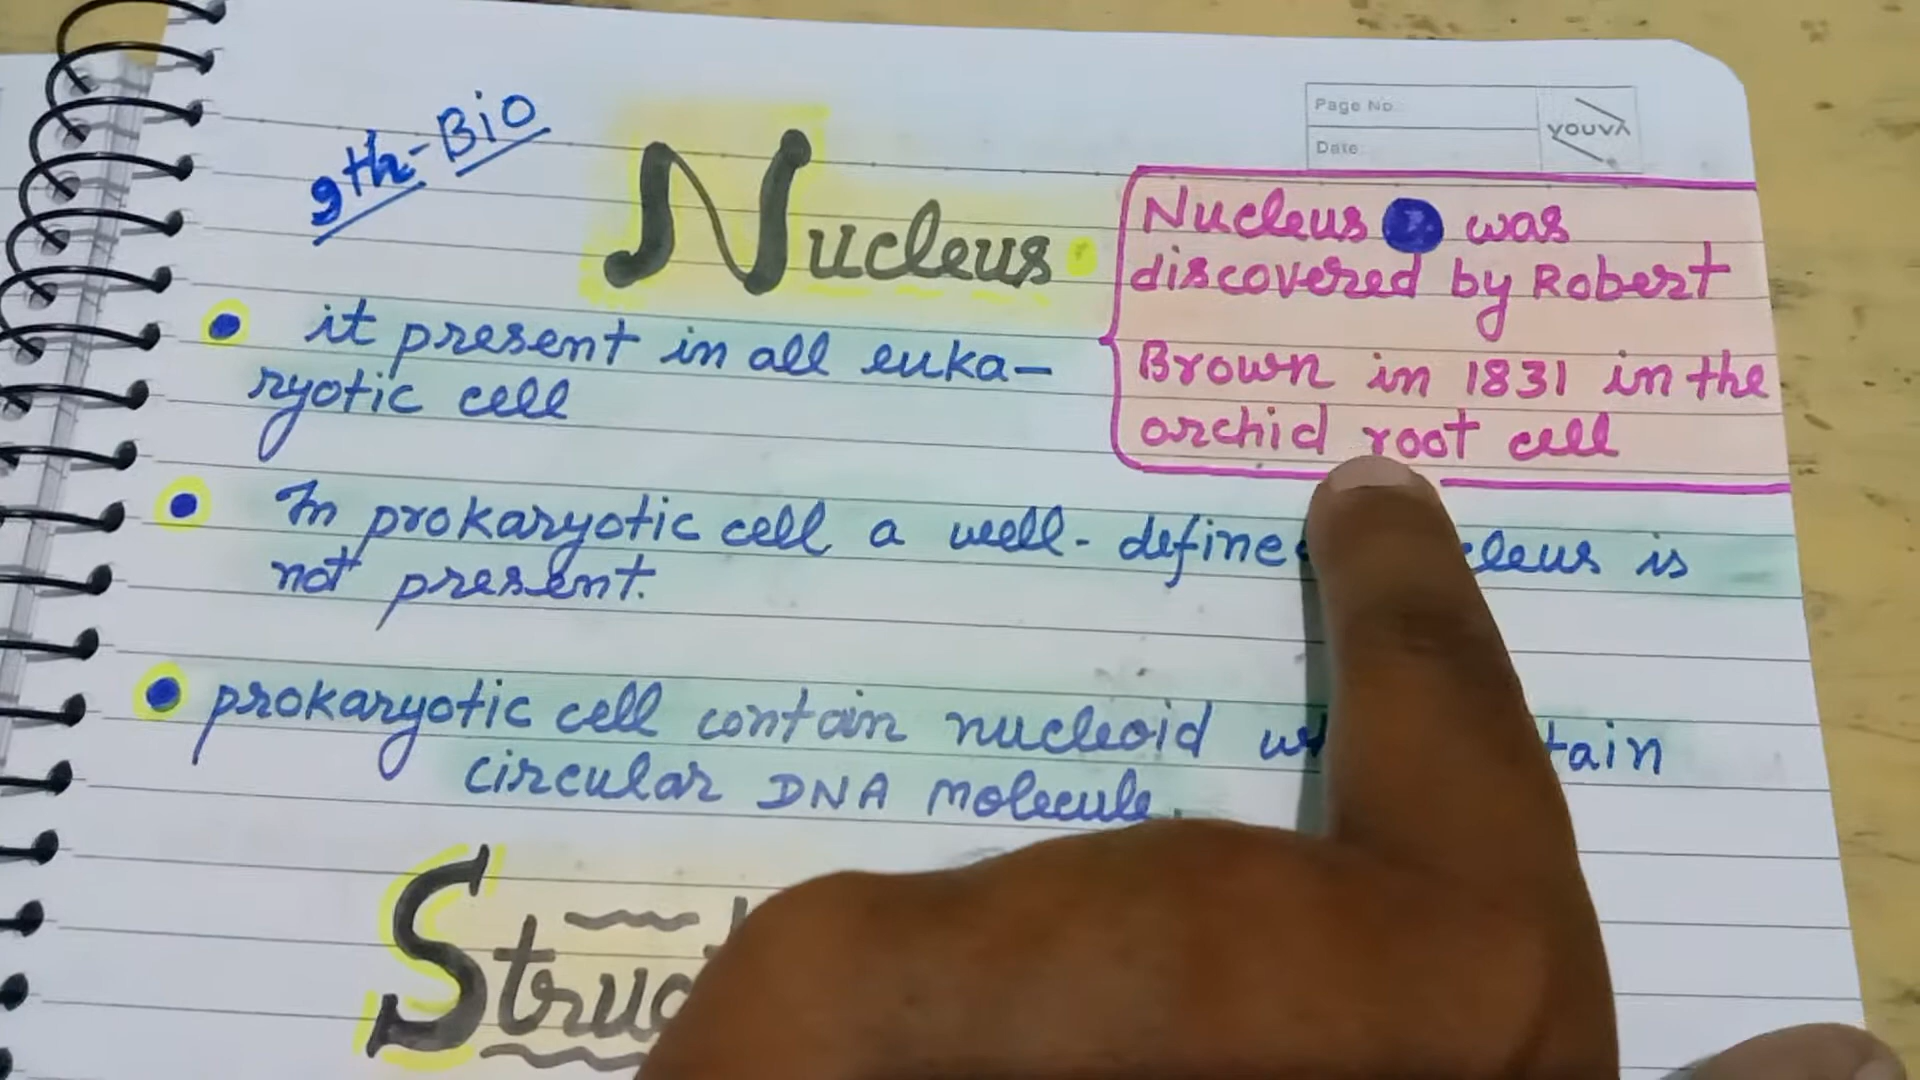 9th-Bio
Nucleus
Page No.
Date
YOUVA
Nucleus was
discovered by Robert
Brown in 1831 in the
orchid root cell
it present in all euka-
ryotic cell
In prokaryotic cell a well-define is
not present.
prokaryotic cell contain nucleoid
circular DNA molecule.